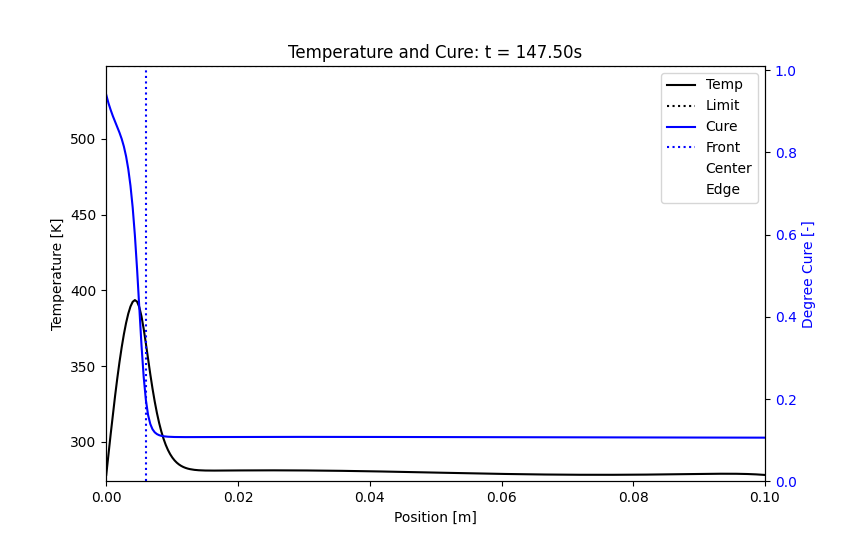 Temperature and Cure: t = 147.50s
Temp
Limit
Cure
Front
Center
Edge
500
450
400
350
300
Temperature [K]
1.0
0.8
0.6
0.4
0.2
0.0
Degree Cure [-]
0.00 0.02 0.04 0.06 0.08 0.10
Position [m]